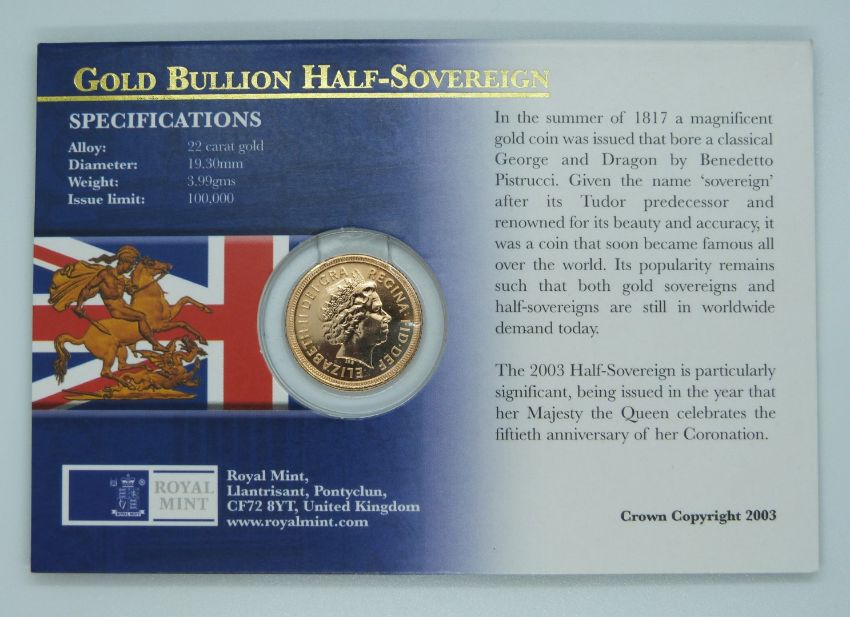 GOLD BULLION HALF-SOVEREIGN
SPECIFICATIONS
Alloy: 22 carat gold
Diameter: 19.30mm
Weight: 3.99gms
Issue limit: 100,000
ELIZABETH·II·DEI·GRA REGINA·FID·DEF
ROYAL MINT
ROYAL
MINT
Royal Mint,
Llantrisant, Pontyclun,
CF72 8YT, United Kingdom
www.royalmint.com
In the summer of 1817 a magnificent
gold coin was issued that bore a classical
George and Dragon by Benedetto
Pistrucci. Given the name ‘sovereign’
after its Tudor predecessor and
renowned for its beauty and accuracy, it
was a coin that soon became famous all
over the world. Its popularity remains
such that both gold sovereigns and
half-sovereigns are still in worldwide
demand today.
The 2003 Half-Sovereign is particularly
significant, being issued in the year that
her Majesty the Queen celebrates the
fiftieth anniversary of her Coronation.
Crown Copyright 2003